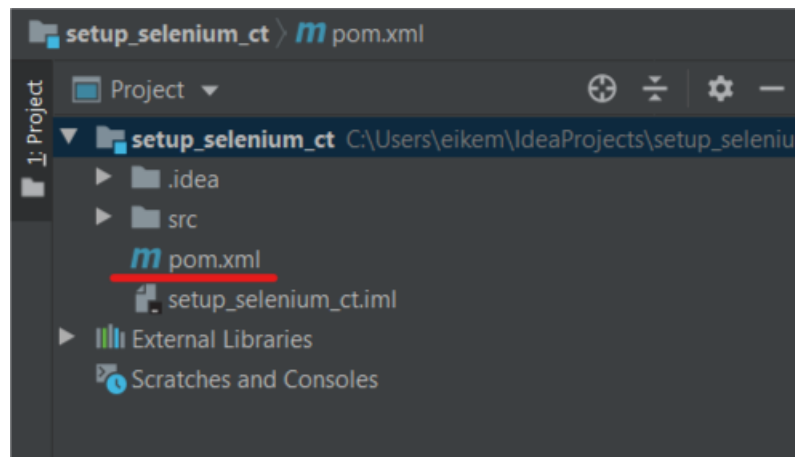 setup_selenium_ct m pom.xml
1: Project
Project
setup_selenium_ct C:\Users\eikem\IdeaProjects\setup_seleniu
.idea
src
m pom.xml
setup_selenium_ct.iml
External Libraries
Scratches and Consoles